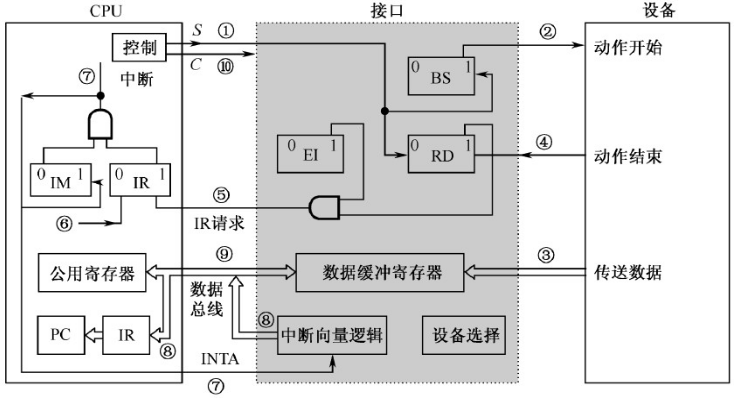 CPU
接口
设备
控制
中断
S ①
C ⑩
②
动作开始
0 1
BS
⑦
0 1
EI
0 1
RD
④
动作结束
0 1
IM
0 1
IR
⑤
IR请求
⑥
公用寄存器
⑨
数据
总线
数据缓冲寄存器
③
传送数据
PC
IR
⑧
⑧
中断向量逻辑
设备选择
INTA
⑦